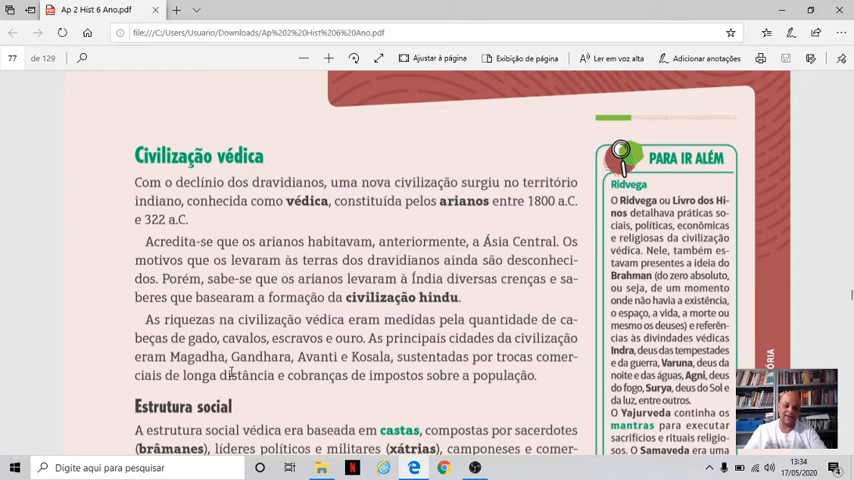 Ap 2 Hist 6 Ano.pdf
file:///C:/Users/Usuario/Downloads/Ap%202%20Hist%206%20Ano.pdf
77 de 129
Ajustar à página
Exibição de página
Ler em voz alta
Adicionar anotações
Civilização védica
Com o declínio dos dravidianos, uma nova civilização surgiu no território
indiano, conhecida como védica, constituída pelos arianos entre 1800 a.C.
e 322 a.C.
Acredita-se que os arianos habitavam, anteriormente, a Ásia Central. Os
motivos que os levaram às terras dos dravidianos ainda são desconheci-
dos. Porém, sabe-se que os arianos levaram à Índia diversas crenças e sa-
beres que basearam a formação da civilização hindu.
As riquezas na civilização védica eram medidas pela quantidade de ca-
beças de gado, cavalos, escravos e ouro. As principais cidades da civilização
eram Magadha, Gandhara, Avanti e Kosala, sustentadas por trocas comer-
ciais de longa distância e cobranças de impostos sobre a população.
Estrutura social
A estrutura social védica era baseada em castas, compostas por sacerdotes
(brâmanes), líderes políticos e militares (xátrias), camponeses e comer-
PARA IR ALÉM
Ridvega
O Ridvega ou Livro dos Hi-
nos detalhava práticas so-
ciais, políticas, econômicas
e religiosas da civilização
védica. Nele, também es-
tavam presentes a ideia do
Brahman (do zero absoluto,
ou seja, de um momento
onde não havia a existência,
o espaço, a vida, a morte ou
mesmo os deuses) e referên-
cias às divindades védicas
Indra, deus das tempestades
e da guerra, Varuna, deus da
noite e das águas, Agni, deus
do fogo, Surya, deus do Sol e
da luz, entre outros.
O Yajurveda continha os
mantras para executar
sacrifícios e rituais religio-
sos. O Samaveda era uma
TÓRIA
Digite aqui para pesquisar
13:34
17/05/2020
4